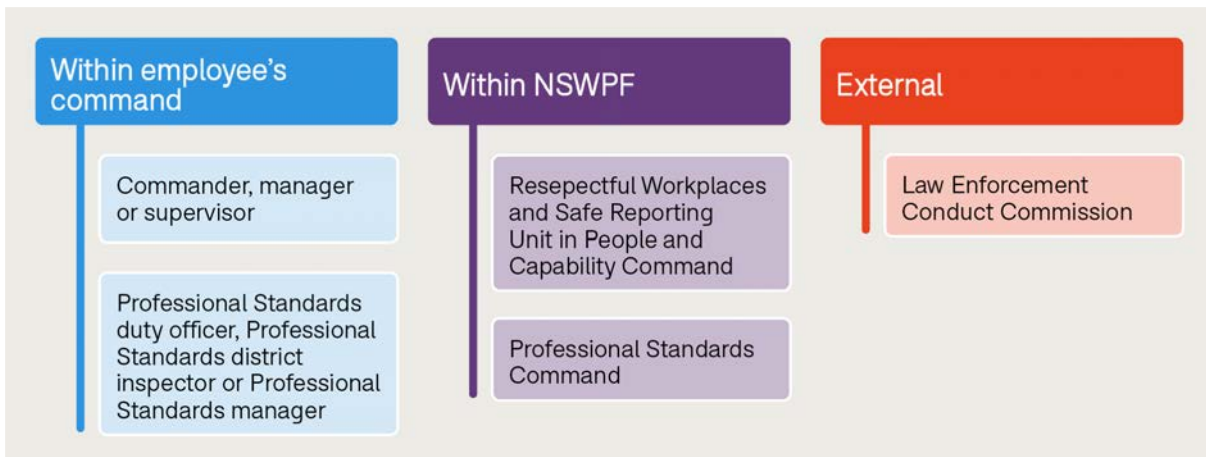 Within employee's
command
Commander, manager
or supervisor
Professional Standards
duty officer, Professional
Standards district
inspector or Professional
Standards manager
Within NSWPF
Resepectful Workplaces
and Safe Reporting
Unit in People and
Capability Command
Professional Standards
Command
External
Law Enforcement
Conduct Commission